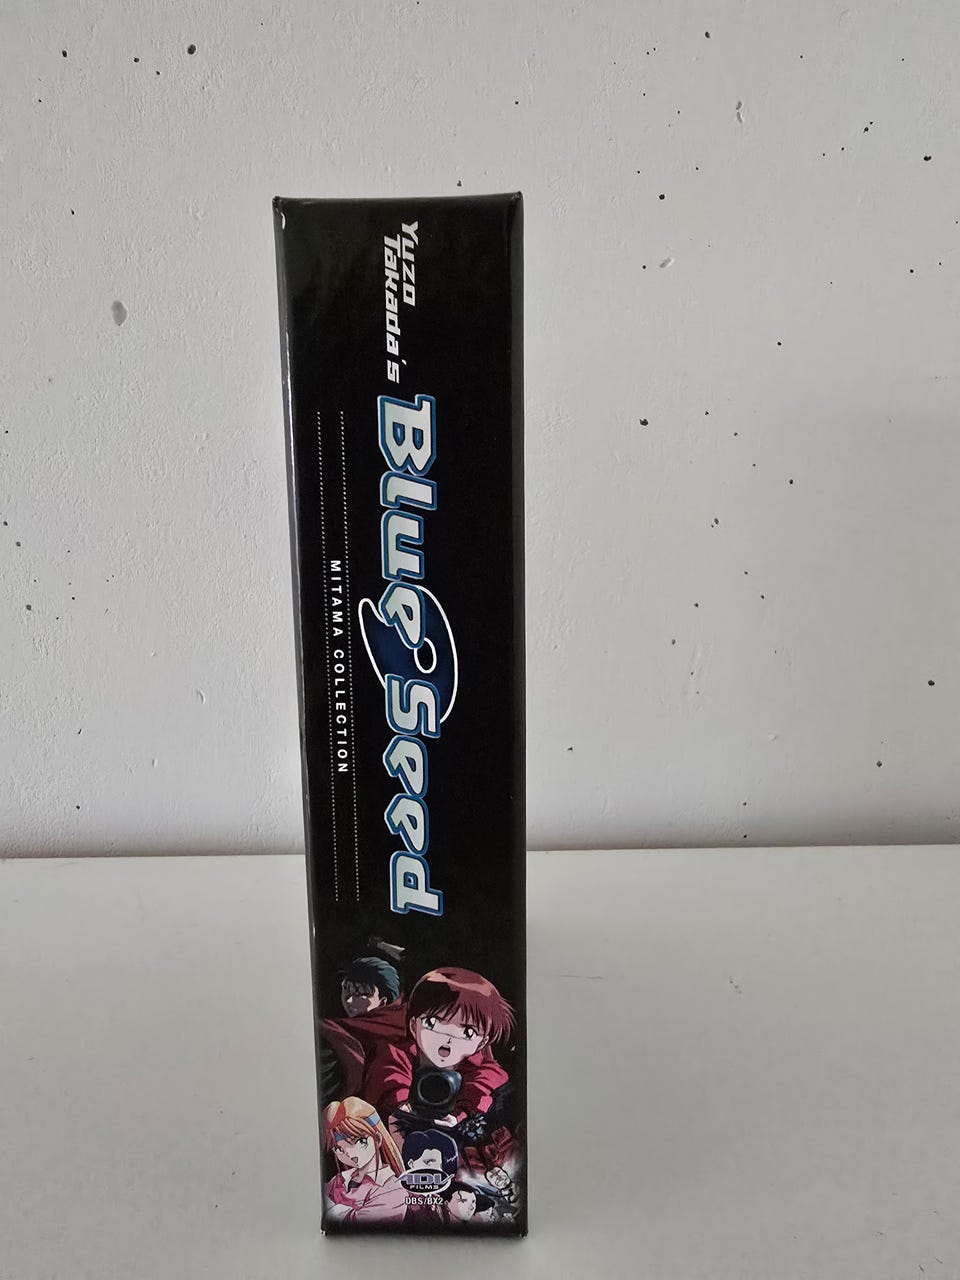 Yuzo
Takada's
Blue Seed
MITAMA COLLECTION
ADV
FILMS
DBS/BX2